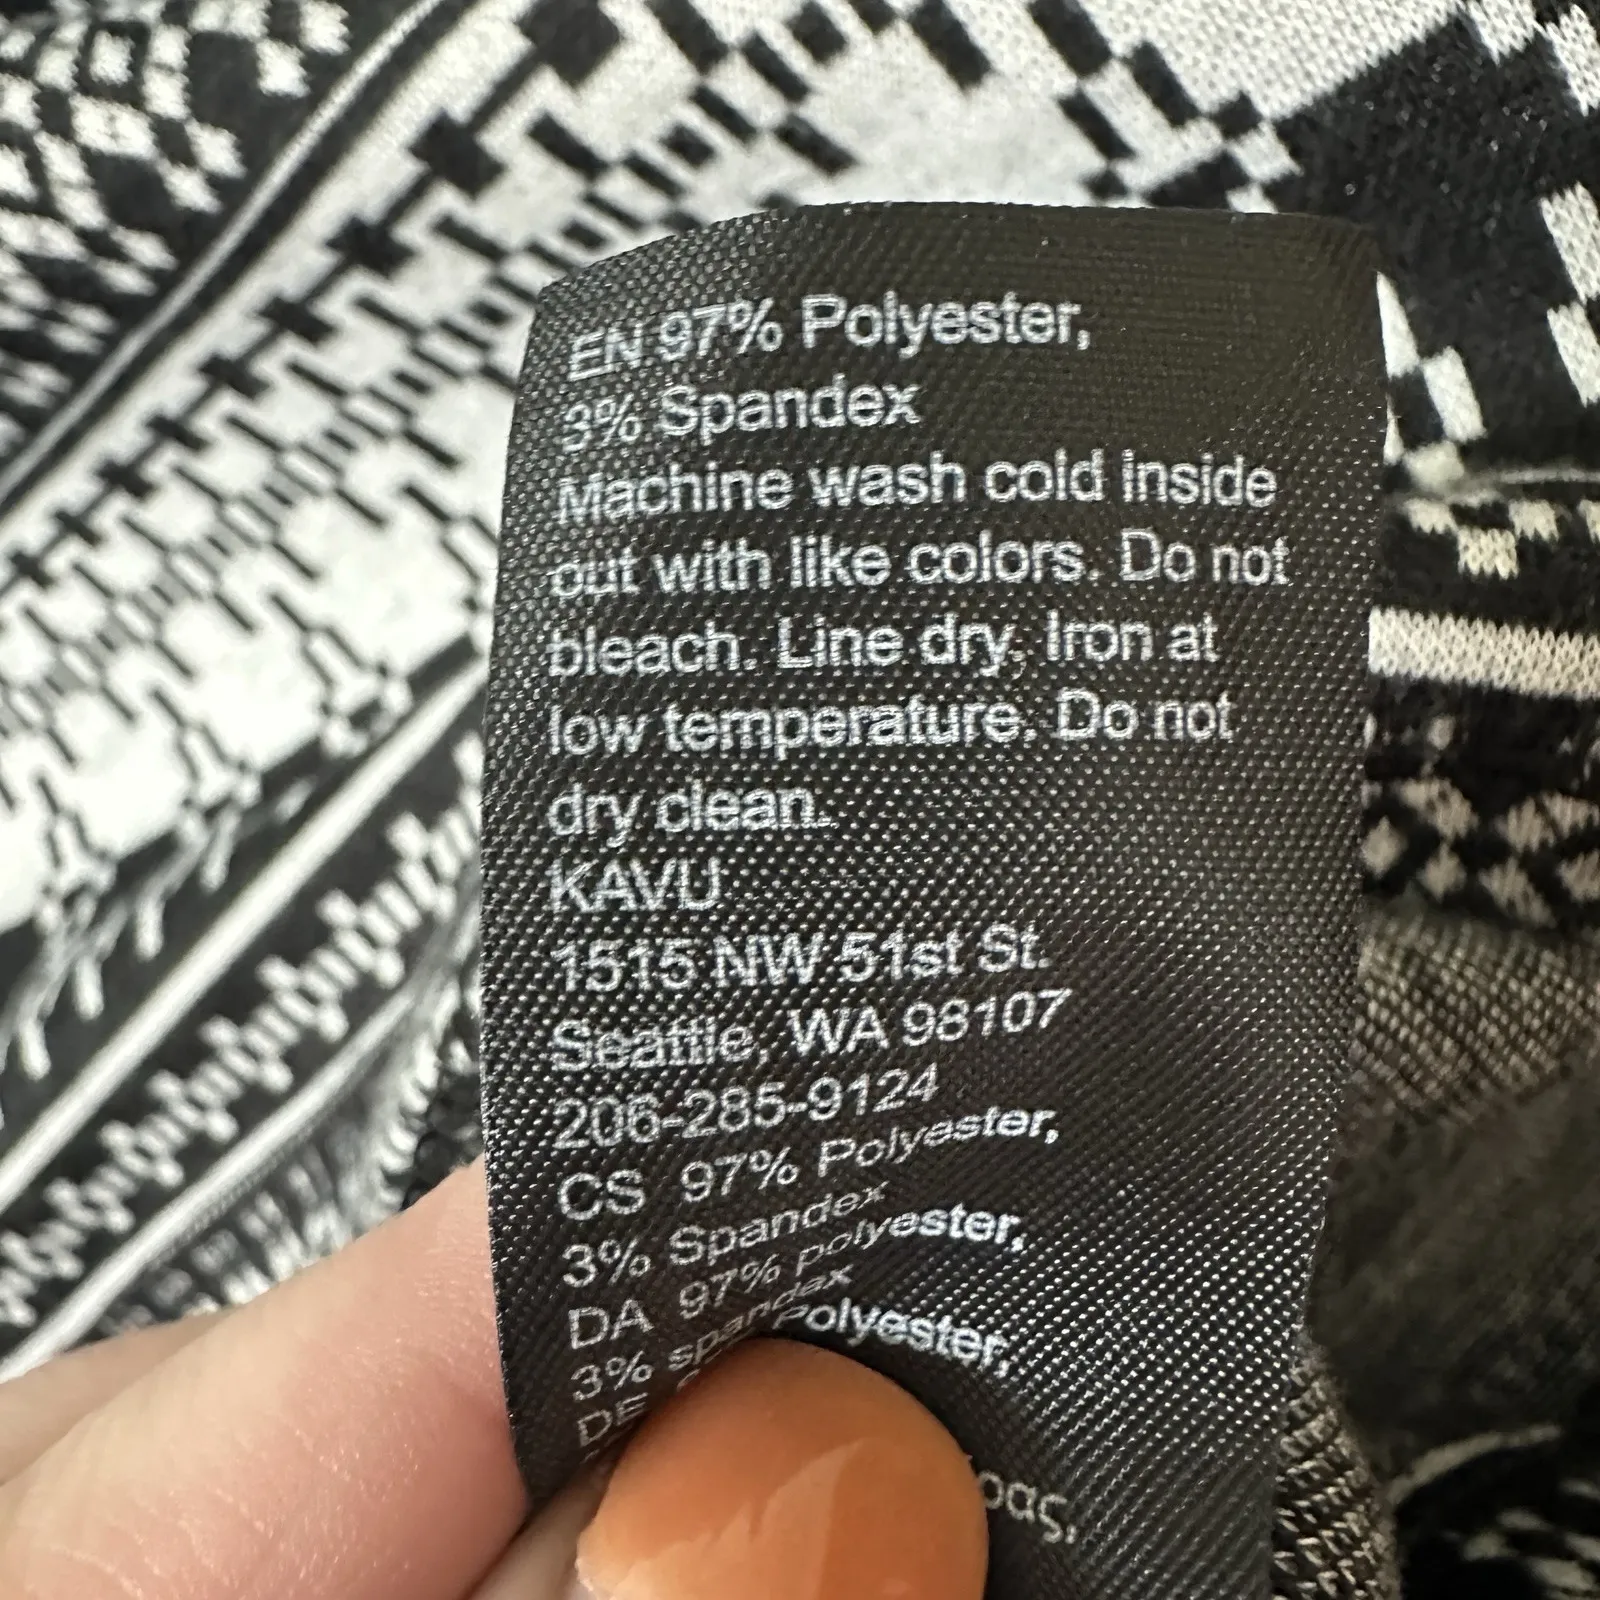 EN 97% Polyester,
3% Spandex
Machine wash cold inside
out with like colors. Do not
bleach. Line dry. Iron at
low temperature. Do not
dry clean.
KAVU
1515 NW 51st St.
Seattle, WA 98107
206-285-9124
CS 97% Polyester,
3% Spandex
DA 97% polyester,
3% spandex
DE Polyester,